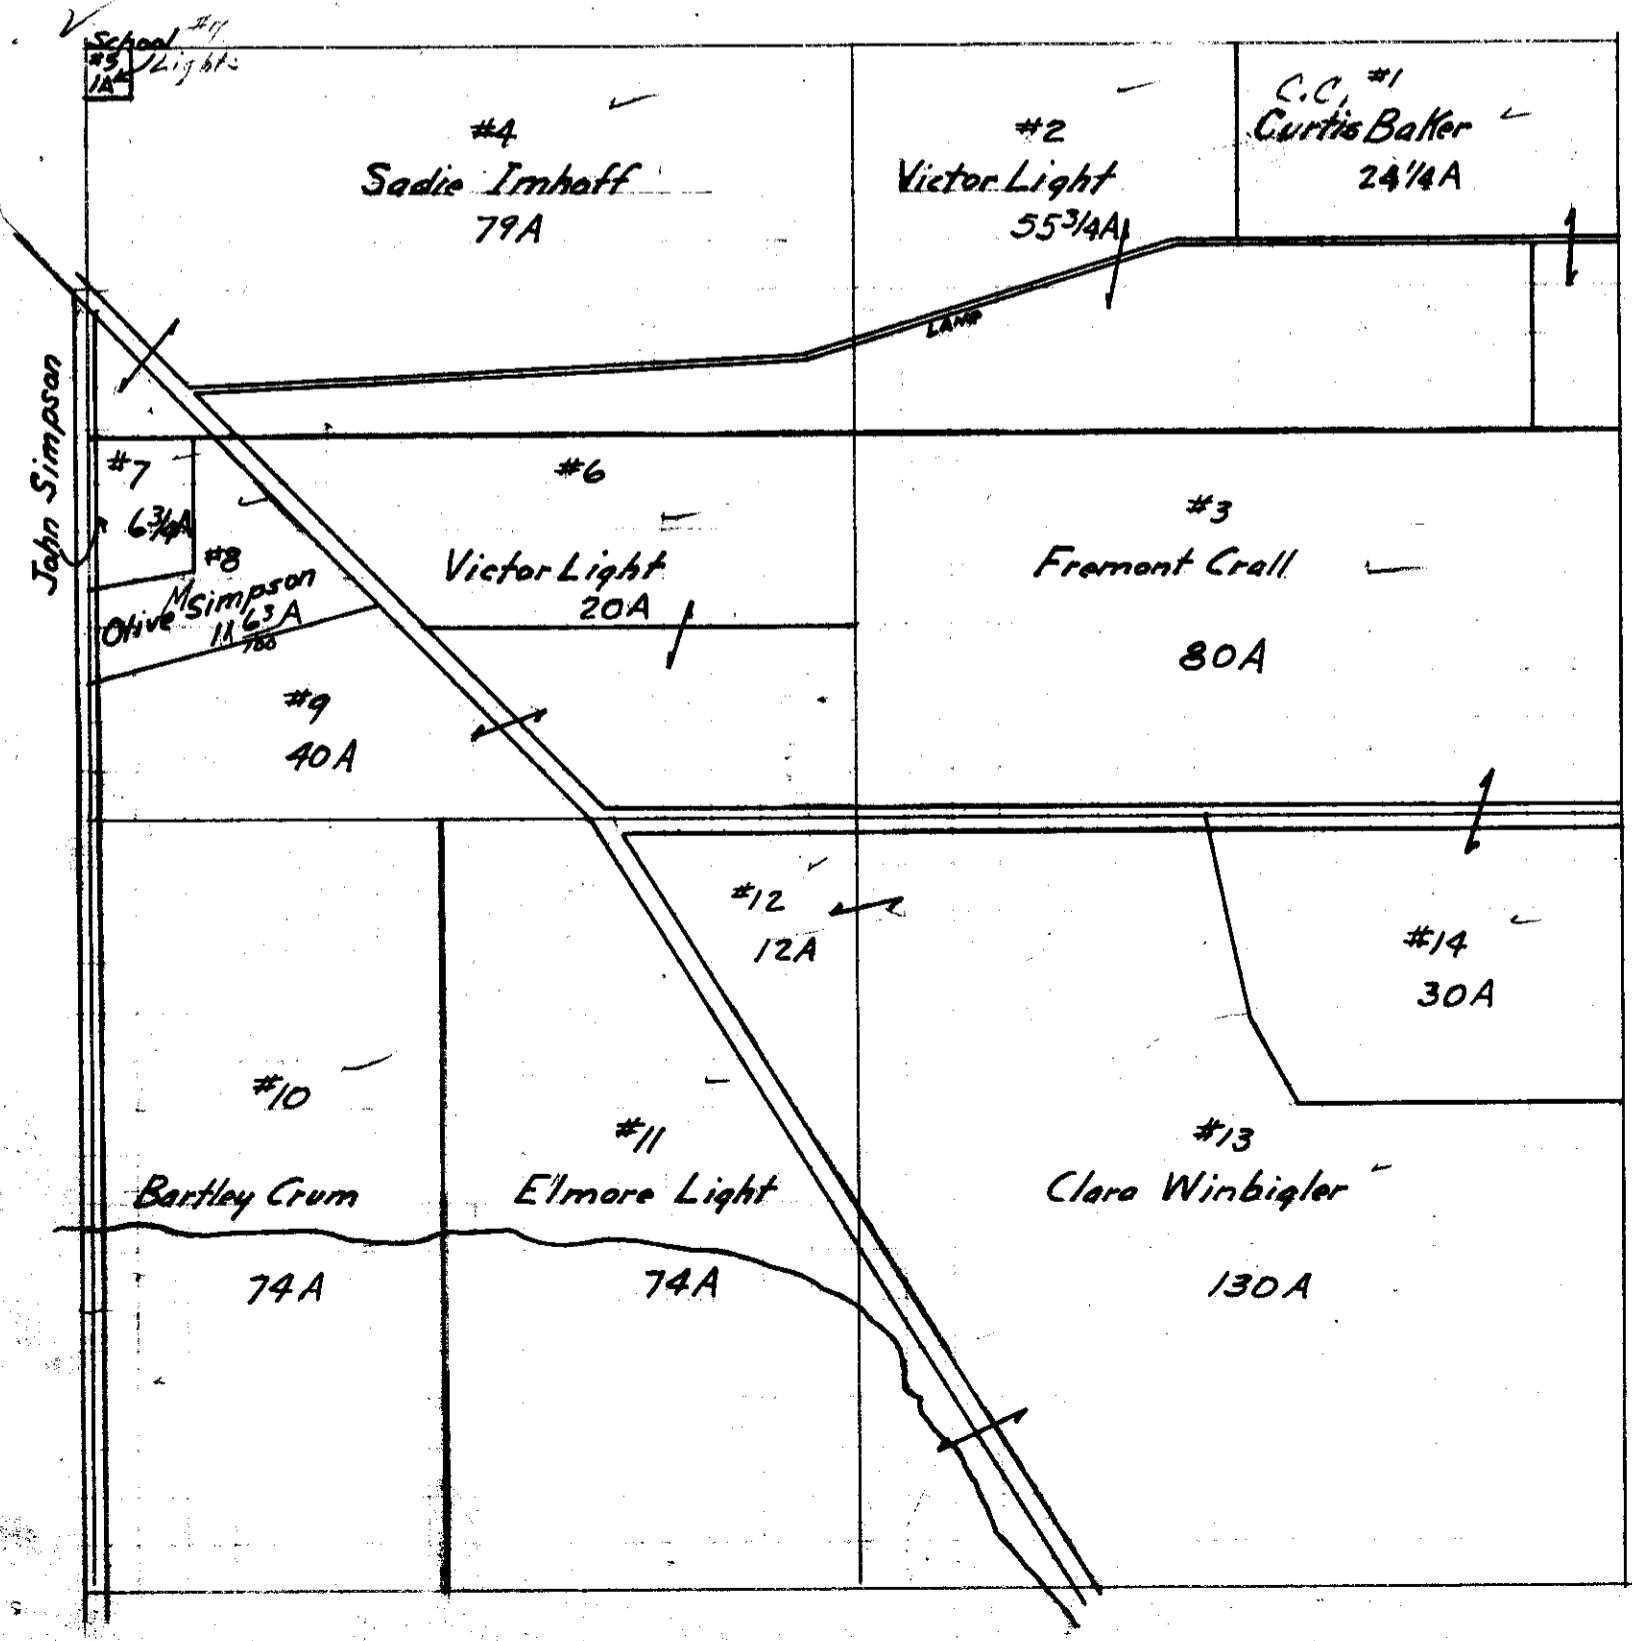 School #7
#5 Lights
1A
#4
Sadie Imhoff
79A
#2
Victor Light
55 3/4A
C.C. #1
Curtis Baker
24 1/4A
LANE
John Simpson
#7
6 3/4A
#8
Olive M Simpson
11 63/100 A
#6
Victor Light
20A
#3
Fremont Crall
80A
#9
40A
#12
12A
#14
30A
#10
Bartley Crum
74A
#11
Elmore Light
74A
#13
Clara Winbigler
130A